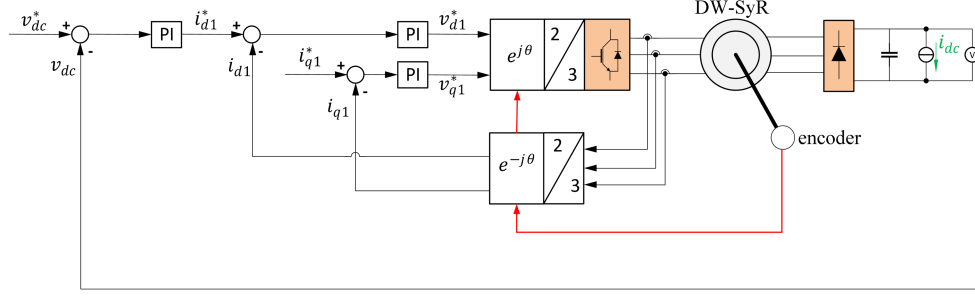 DW-SyR
v*dc
+
-
PI
i*d1
+
-
PI
v*d1
e^jθ
2
3
i_dc
V
v_dc
i_d1
i*q1
+
-
PI
v*q1
i_q1
e^-jθ
2
3
encoder